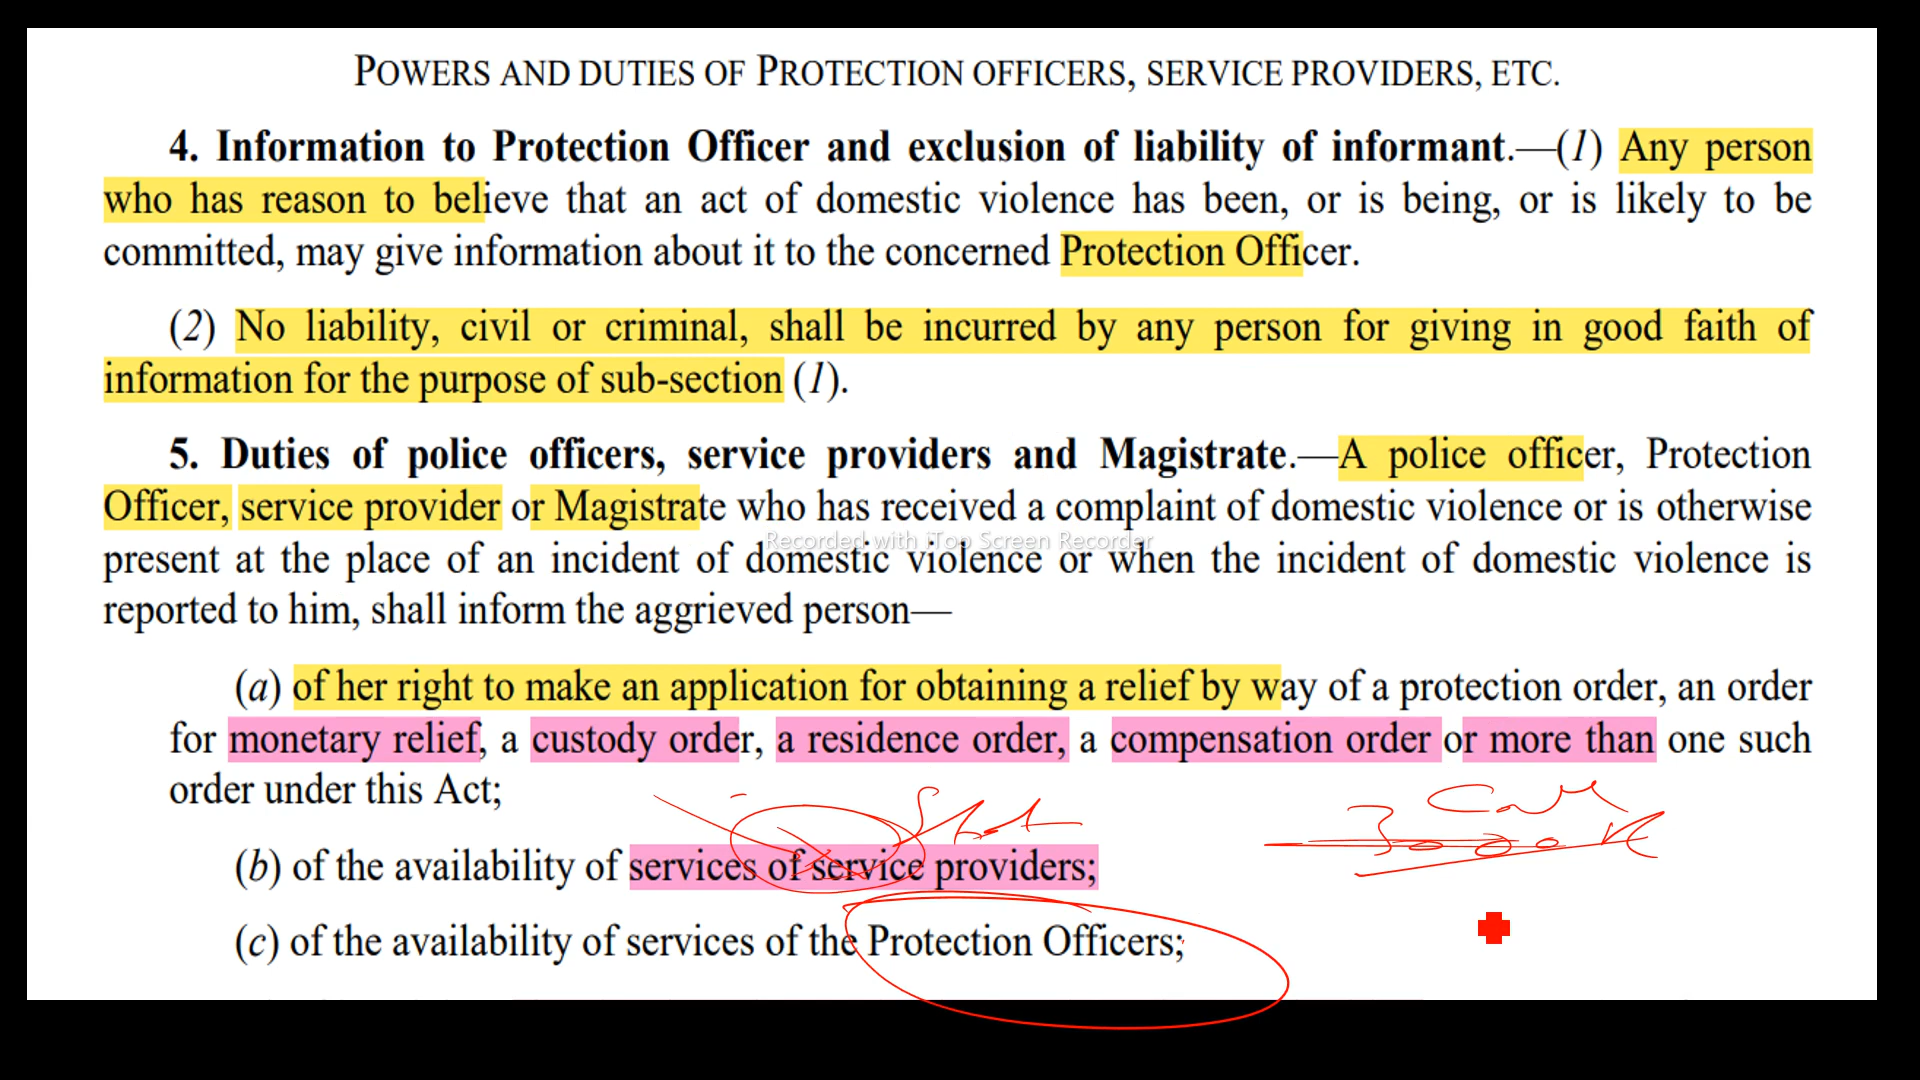 POWERS AND DUTIES OF PROTECTION OFFICERS, SERVICE PROVIDERS, ETC.
4. Information to Protection Officer and exclusion of liability of informant.—(1) Any person
who has reason to believe that an act of domestic violence has been, or is being, or is likely to be
committed, may give information about it to the concerned Protection Officer.
(2) No liability, civil or criminal, shall be incurred by any person for giving in good faith of
information for the purpose of sub-section (1).
5. Duties of police officers, service providers and Magistrate.—A police officer, Protection
Officer, service provider or Magistrate who has received a complaint of domestic violence or is otherwise
Recorded with iTop Screen Recorder
present at the place of an incident of domestic violence or when the incident of domestic violence is
reported to him, shall inform the aggrieved person—
(a) of her right to make an application for obtaining a relief by way of a protection order, an order
for monetary relief, a custody order, a residence order, a compensation order or more than one such
order under this Act;
(b) of the availability of services of service providers;
(c) of the availability of services of the Protection Officers;